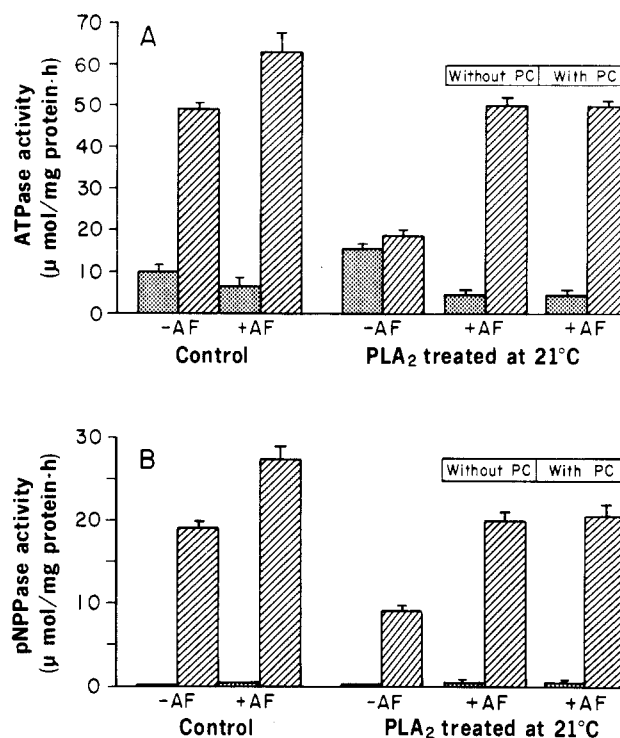 A
ATPase activity
(μ mol/mg protein·h)
70
60
50
40
30
20
10
0
Without PC With PC
-AF +AF -AF +AF +AF
Control PLA2 treated at 21°C
B
pNPPase activity
(μ mol/mg protein·h)
30
20
10
0
Without PC With PC
-AF +AF -AF +AF +AF
Control PLA2 treated at 21°C